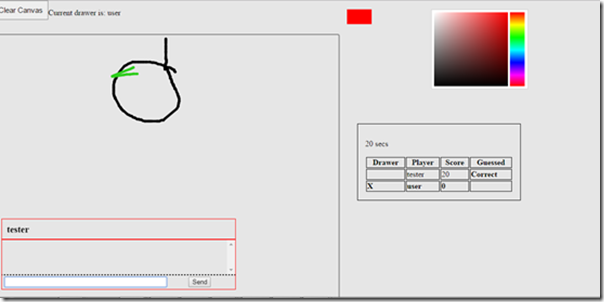 Clear Canvas Current drawer is: user
20 secs
Drawer Player Score Guessed
tester 20 Correct
X user 0
tester
Send